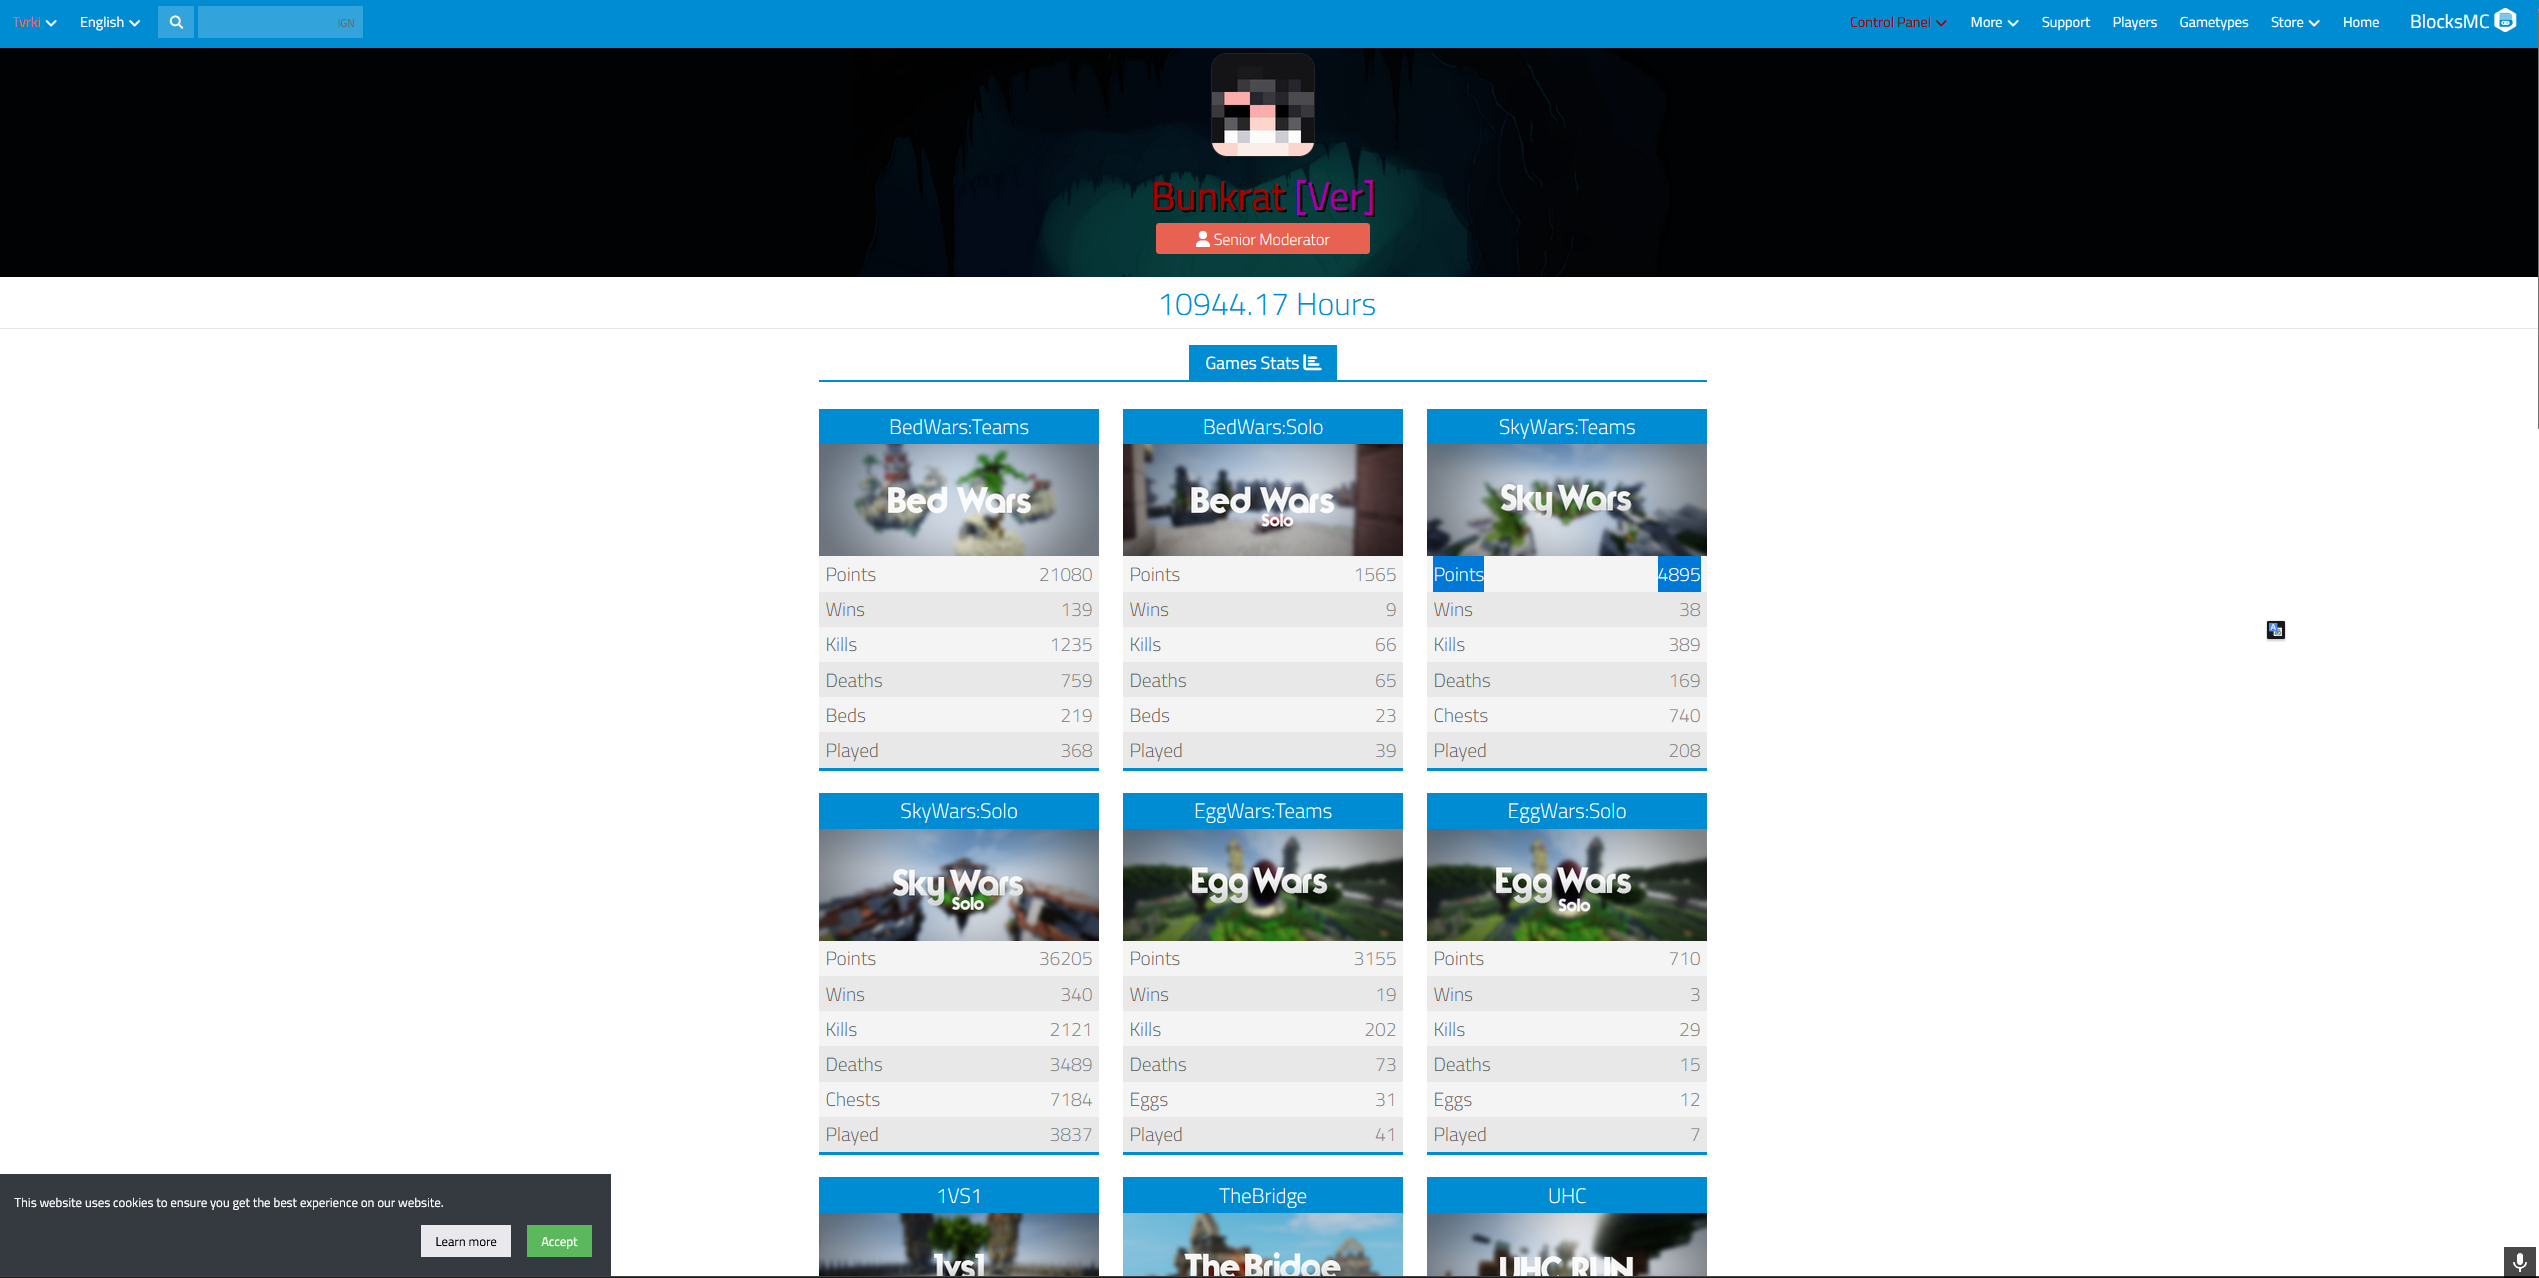 Tvrki English IGN Control Panel More Support Players Gametypes Store Home BlocksMC
Bunkrat [Ver]
Senior Moderator
10944.17 Hours
Games Stats
BedWars:Teams
Bed Wars
Points 21080
Wins 139
Kills 1235
Deaths 759
Beds 219
Played 368
BedWars:Solo
Bed Wars
Solo
Points 1565
Wins 9
Kills 66
Deaths 65
Beds 23
Played 39
SkyWars:Teams
Sky Wars
Points 4895
Wins 38
Kills 389
Deaths 169
Chests 740
Played 208
SkyWars:Solo
Sky Wars
Solo
Points 36205
Wins 340
Kills 2121
Deaths 3489
Chests 7184
Played 3837
EggWars:Teams
Egg Wars
Points 3155
Wins 19
Kills 202
Deaths 73
Eggs 31
Played 41
EggWars:Solo
Egg Wars
Solo
Points 710
Wins 3
Kills 29
Deaths 15
Eggs 12
Played 7
1VS1
1vs1
TheBridge
The Bridge
UHC
UHC RUN
This website uses cookies to ensure you get the best experience on our website.
Learn more Accept